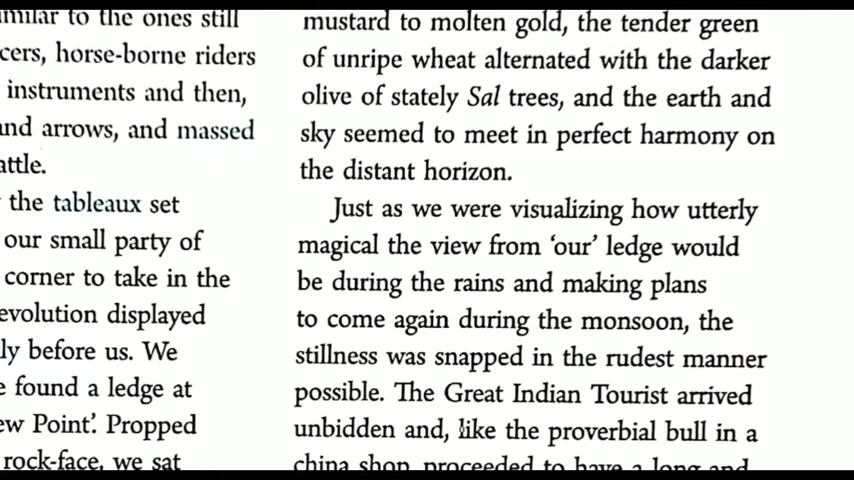 similar to the ones still
cers, horse-borne riders
instruments and then,
and arrows, and massed
attle.
the tableaux set
our small party of
corner to take in the
evolution displayed
ly before us. We
found a ledge at
ew Point'. Propped
rock-face, we sat
mustard to molten gold, the tender green
of unripe wheat alternated with the darker
olive of stately Sal trees, and the earth and
sky seemed to meet in perfect harmony on
the distant horizon.
Just as we were visualizing how utterly
magical the view from ‘our’ ledge would
be during the rains and making plans
to come again during the monsoon, the
stillness was snapped in the rudest manner
possible. The Great Indian Tourist arrived
unbidden and, like the proverbial bull in a
china shop, proceeded to have a long and